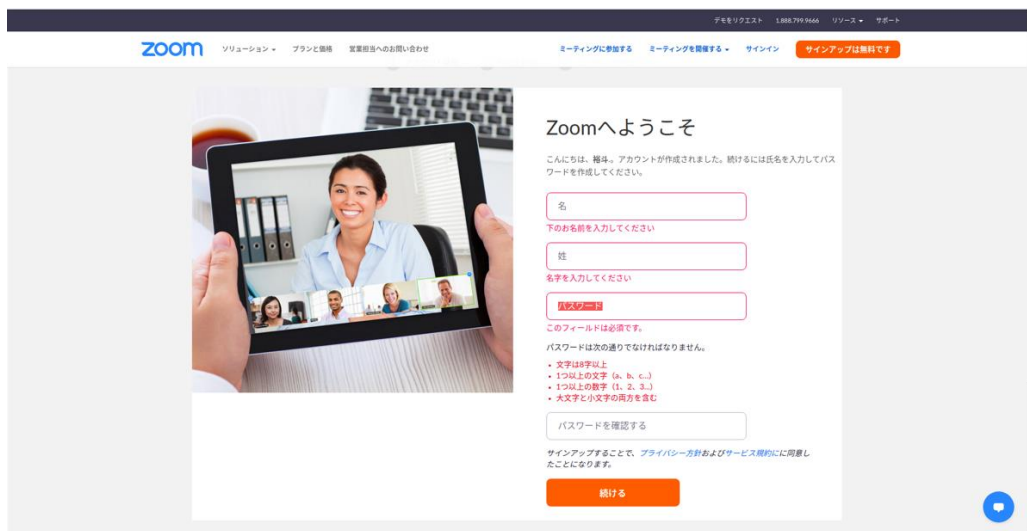 デモをリクエスト 1.888.799.9666 リソース サポート
zoom ソリューション プランと価格 営業担当へのお問い合わせ ミーティングに参加する ミーティングを開催する サインイン サインアップは無料です
Zoomへようこそ
こんにちは、裕斗.。アカウントが作成されました。続けるには氏名を入力してパス
ワードを作成してください。
名
下のお名前を入力してください
姓
名字を入力してください
パスワード
このフィールドは必須です。
パスワードは次の通りでなければなりません。
• 文字は8字以上
• 1つ以上の文字（a、b、c...）
• 1つ以上の数字（1、2、3...）
• 大文字と小文字の両方を含む
パスワードを確認する
サインアップすることで、プライバシー方針およびサービス規約にに同意し
たことになります。
続ける